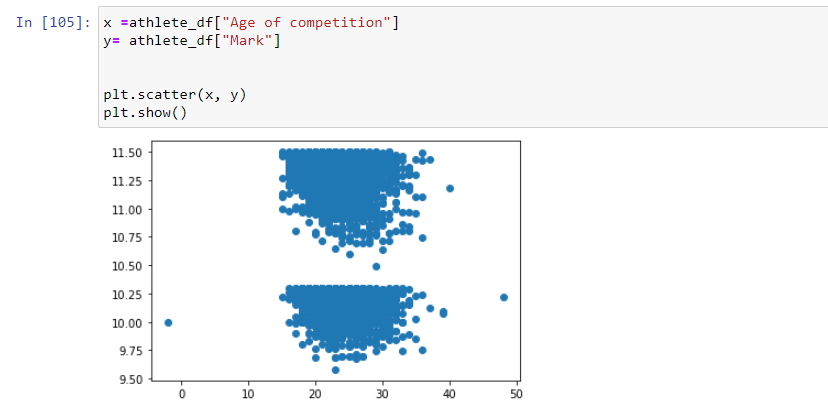 In [105]: x =athlete_df["Age of competition"]
y= athlete_df["Mark"]
plt.scatter(x, y)
plt.show()
11.50
11.25
11.00
10.75
10.50
10.25
10.00
9.75
9.50
0 10 20 30 40 50